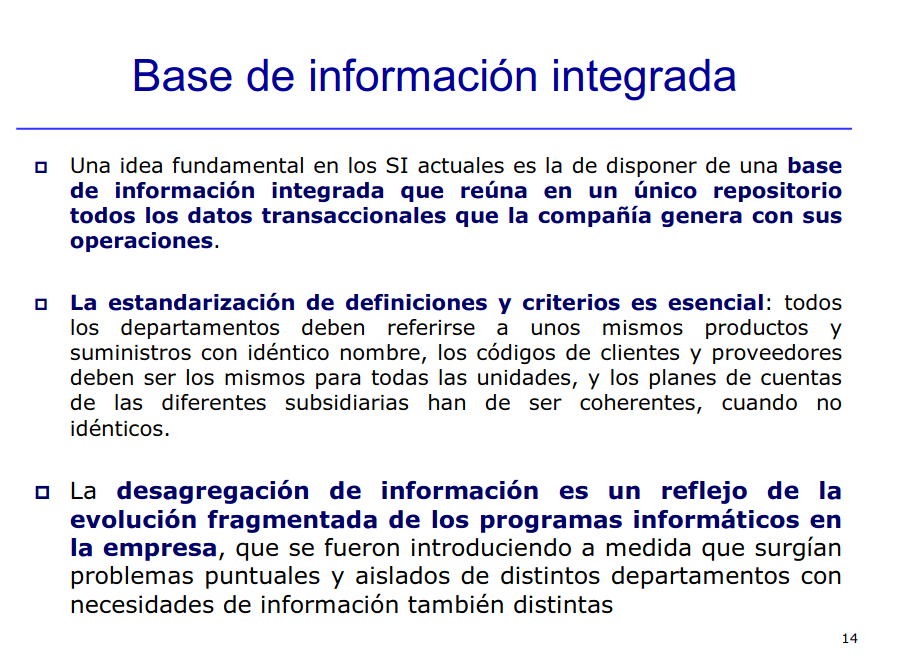 Base de información integrada
Una idea fundamental en los SI actuales es la de disponer de una base
de información integrada que reúna en un único repositorio
todos los datos transaccionales que la compañía genera con sus
operaciones.
La estandarización de definiciones y criterios es esencial: todos
los departamentos deben referirse a unos mismos productos y
suministros con idéntico nombre, los códigos de clientes y proveedores
deben ser los mismos para todas las unidades, y los planes de cuentas
de las diferentes subsidiarias han de ser coherentes, cuando no
idénticos.
La desagregación de información es un reflejo de la
evolución fragmentada de los programas informáticos en
la empresa, que se fueron introduciendo a medida que surgían
problemas puntuales y aislados de distintos departamentos con
necesidades de información también distintas
14